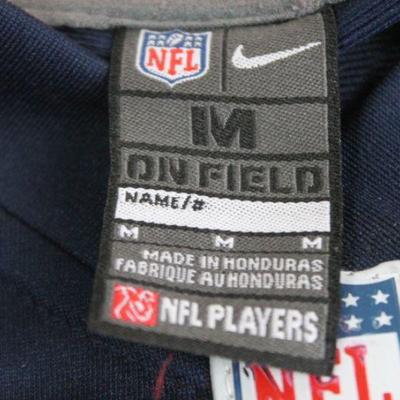 NFL
M
ON FIELD
NAME/#
M M M
MADE IN HONDURAS
FABRIQUE AU HONDURAS
NFL PLAYERS
NFL